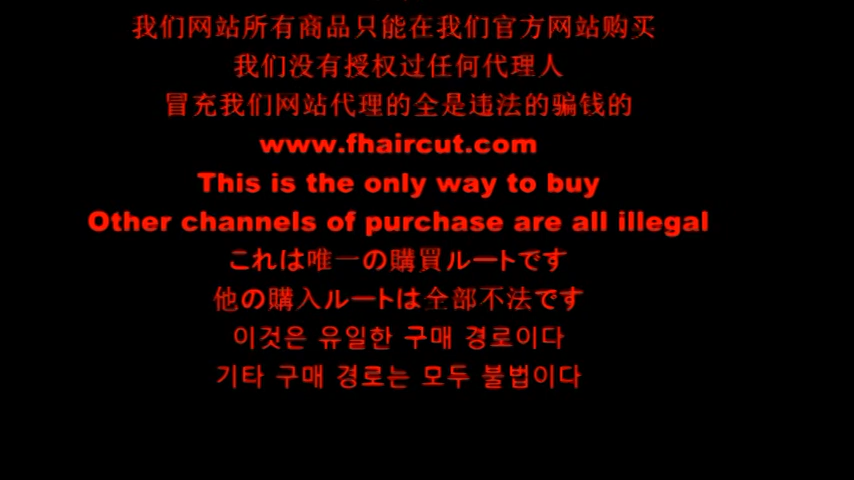 我们网站所有商品只能在我们官方网站购买
我们没有授权过任何代理人
冒充我们网站代理的全是违法的骗钱的
www.fhaircut.com
This is the only way to buy
Other channels of purchase are all illegal
これは唯一の購買ルートです
他の購入ルートは全部不法です
이것은 유일한 구매 경로이다
기타 구매 경로는 모두 불법이다